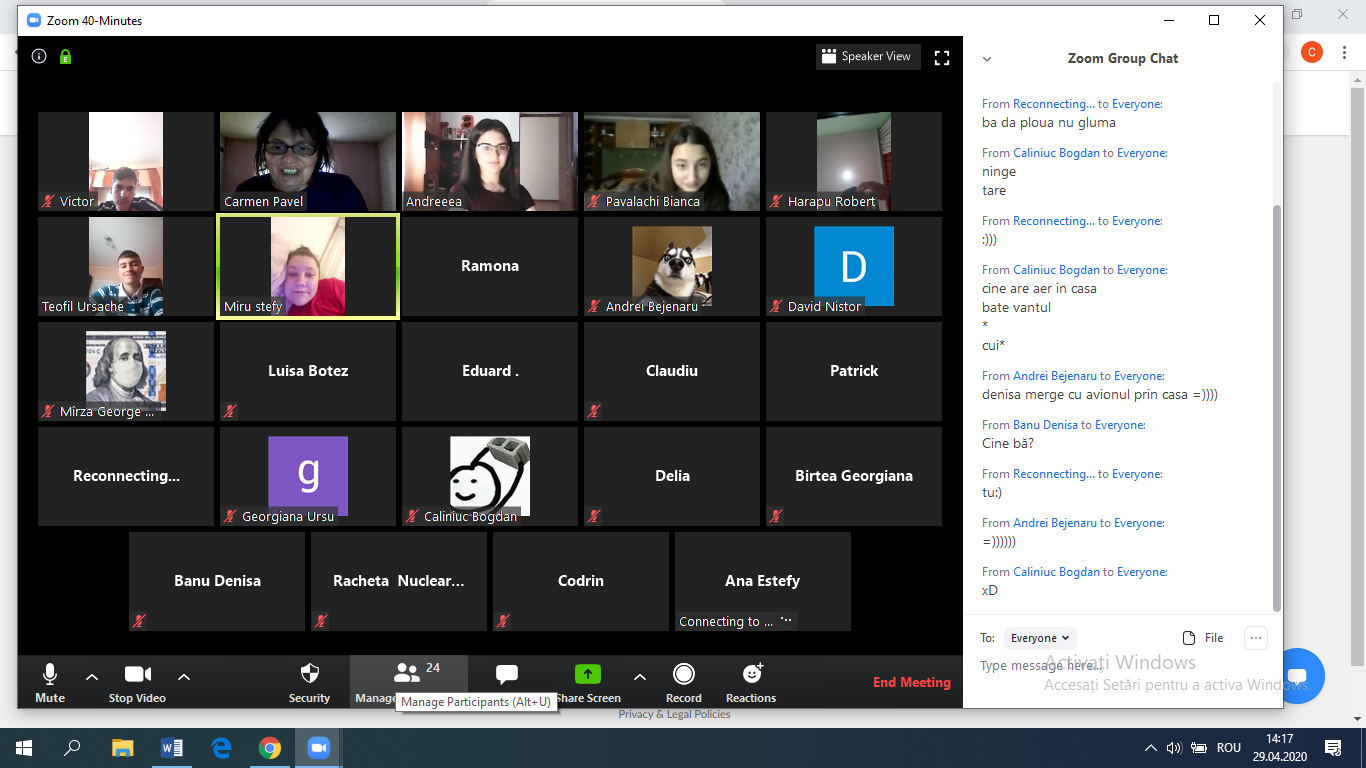 Zoom 40-Minutes
Speaker View
Zoom Group Chat
C
E
Victor
Carmen Pavel
Andreeea
Pavalachi Bianca
Harapu Robert
Teofil Ursache
Miru stefy
Ramona
Andrei Bejenaru
D
David Nistor
Mîrza George ...
Luisa Botez
Eduard .
Claudiu
Patrick
Reconnecting...
g
Georgiana Ursu
Caliniuc Bogdan
Delia
Birtea Georgiana
Banu Denisa
Racheta Nuclear...
Codrin
Ana Estefy
Connecting to ... ...
From Reconnecting... to Everyone:
ba da ploua nu gluma
From Caliniuc Bogdan to Everyone:
ninge
tare
From Reconnecting... to Everyone:
:)))
From Caliniuc Bogdan to Everyone:
cine are aer in casa
bate vantul
*
cui*
From Andrei Bejenaru to Everyone:
denisa merge cu avionul prin casa =))))
From Banu Denisa to Everyone:
Cine bă?
From Reconnecting... to Everyone:
tu:)
From Andrei Bejenaru to Everyone:
=))))))
From Caliniuc Bogdan to Everyone:
xD
To: Everyone File ...
Type message here...
Activați Windows
Accesați Setări pentru a activa Windows.
Mute
Stop Video
Security
24
Manage
Manage Participants (Alt+U)
Share Screen
Record
Reactions
End Meeting
Privacy & Legal Policies
ROU
14:17
29.04.2020